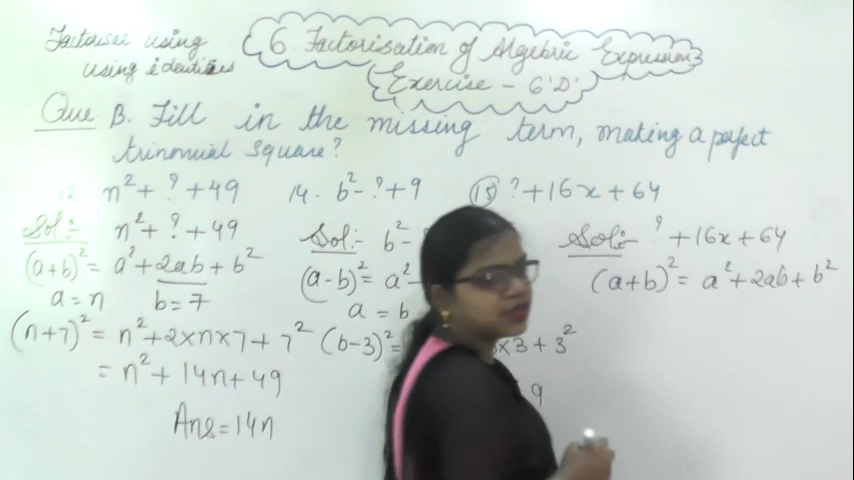 Factorise using
using identities
6. Factorisation of Algebric Expressions
Exercise - 6'D'
Que B. Fill in the missing term, making a perfect
trinomial square?
n² + ? + 49
14. b² - ? + 9
(15) ? + 16x + 64
Sol:- n² + ? + 49
(a+b)² = a² + 2ab + b²
a = n b = 7
(n+7)² = n² + 2×n×7 + 7²
= n² + 14n + 49
Ans = 14n
Sol:- b² -
(a-b)² = a² -
a = b
(b-3)² = ×3 + 3²
9
Sol:- ? + 16x + 64
(a+b)² = a² + 2ab + b²